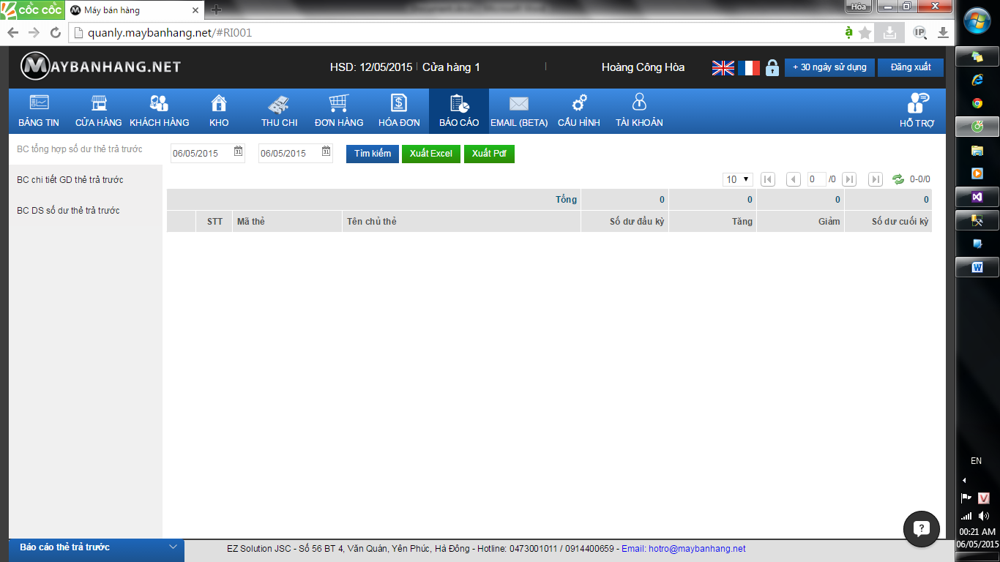 cốc cốc Máy bán hàng Hòa
quanly.maybanhang.net/#RI001 IP
MAYBANHANG.NET HSD: 12/05/2015 Cửa hàng 1 Hoàng Công Hòa + 30 ngày sử dụng Đăng xuất
BẢNG TIN CỬA HÀNG KHÁCH HÀNG KHO THU CHI ĐƠN HÀNG HÓA ĐƠN BÁO CÁO EMAIL (BETA) CẤU HÌNH TÀI KHOẢN HỖ TRỢ
BC tổng hợp số dư thẻ trả trước
BC chi tiết GD thẻ trả trước
BC DS số dư thẻ trả trước
06/05/2015 06/05/2015 Tìm kiếm Xuất Excel Xuất Pdf
10 0 /0 0-0/0
Tổng 0 0 0 0
STT Mã thẻ Tên chủ thẻ Số dư đầu kỳ Tăng Giảm Số dư cuối kỳ
Báo cáo thẻ trả trước
EZ Solution JSC - Số 56 BT 4, Văn Quán, Yên Phúc, Hà Đông - Hotline: 0473001011 / 0914400659 - Email: hotro@maybanhang.net
EN
00:21 AM
06/05/2015